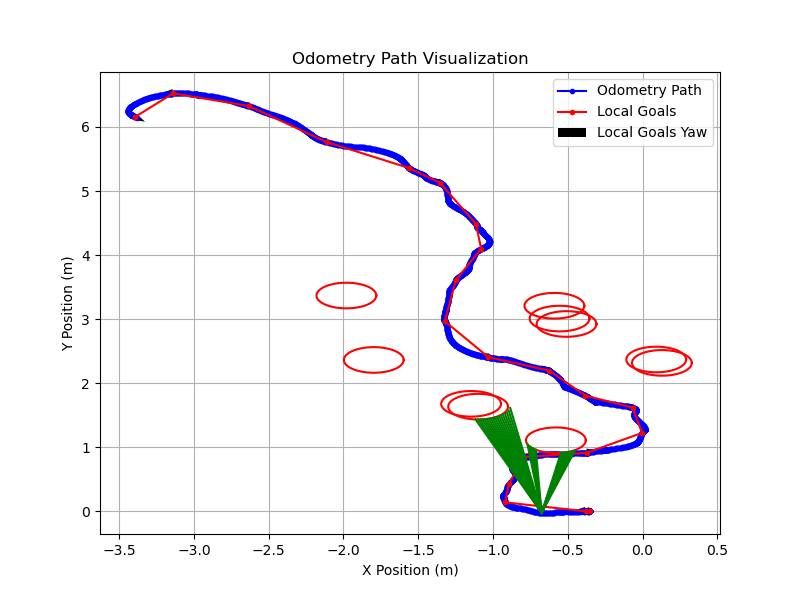 Odometry Path Visualization
Odometry Path
Local Goals
Local Goals Yaw
Y Position (m)
6
5
4
3
2
1
0
−3.5 −3.0 −2.5 −2.0 −1.5 −1.0 −0.5 0.0 0.5
X Position (m)